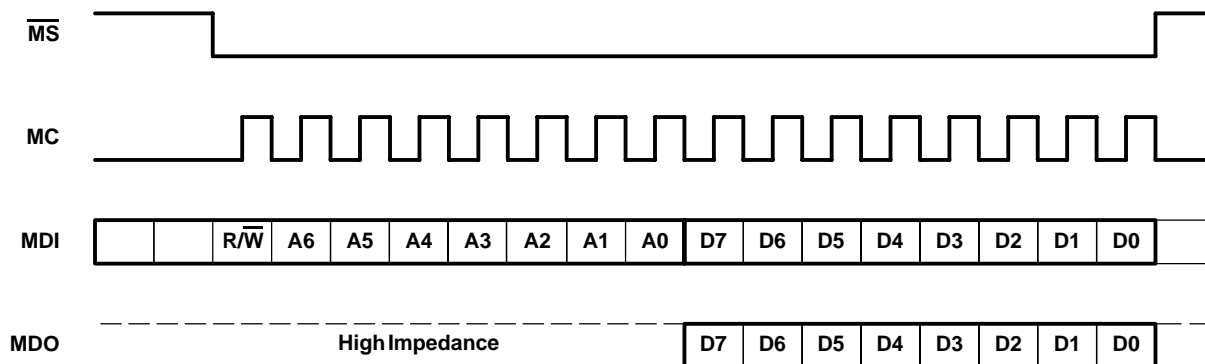 M̅S̅
MC
MDI R/W̅ A6 A5 A4 A3 A2 A1 A0 D7 D6 D5 D4 D3 D2 D1 D0
MDO High Impedance D7 D6 D5 D4 D3 D2 D1 D0